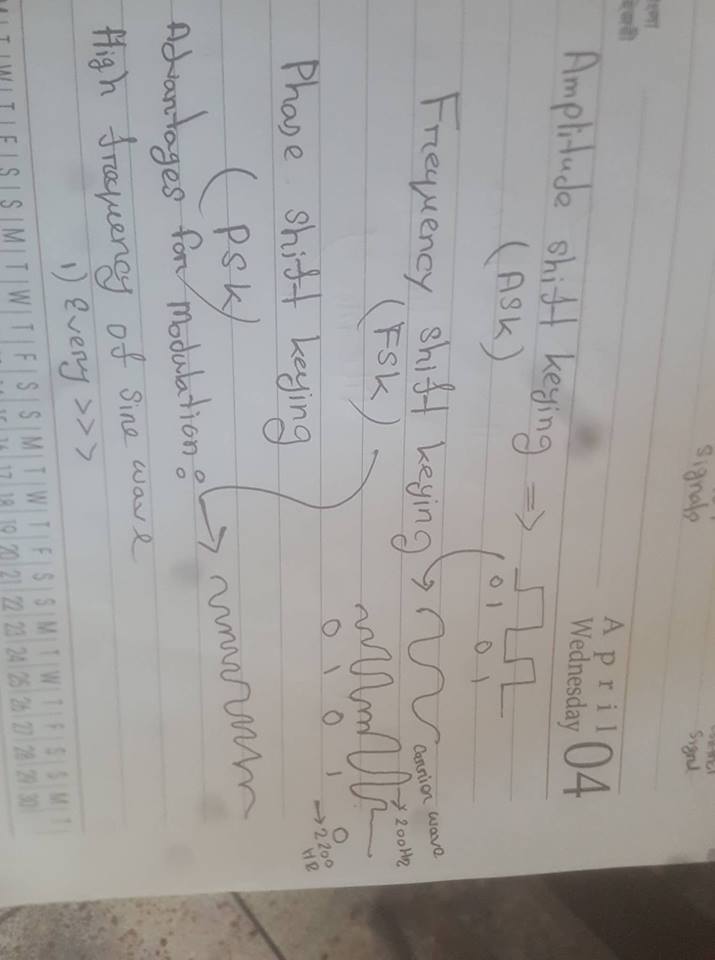 Signals
Signal
April 04
Wednesday
Amplitude shift keying =>
(ASK)
0 1 0 1
Frequency shift keying
(FSK)
carrier wave
200Hz
0 1 0 1 0
2200
HZ
Phase shift keying
(PSK)
Advantages for Modulation:
High frequency of sine wave
1) Every >>>
M T W T F S S M T W T F S S M T W T F S S M T
17 18 19 20 21 22 23 24 25 26 27 28 29 30